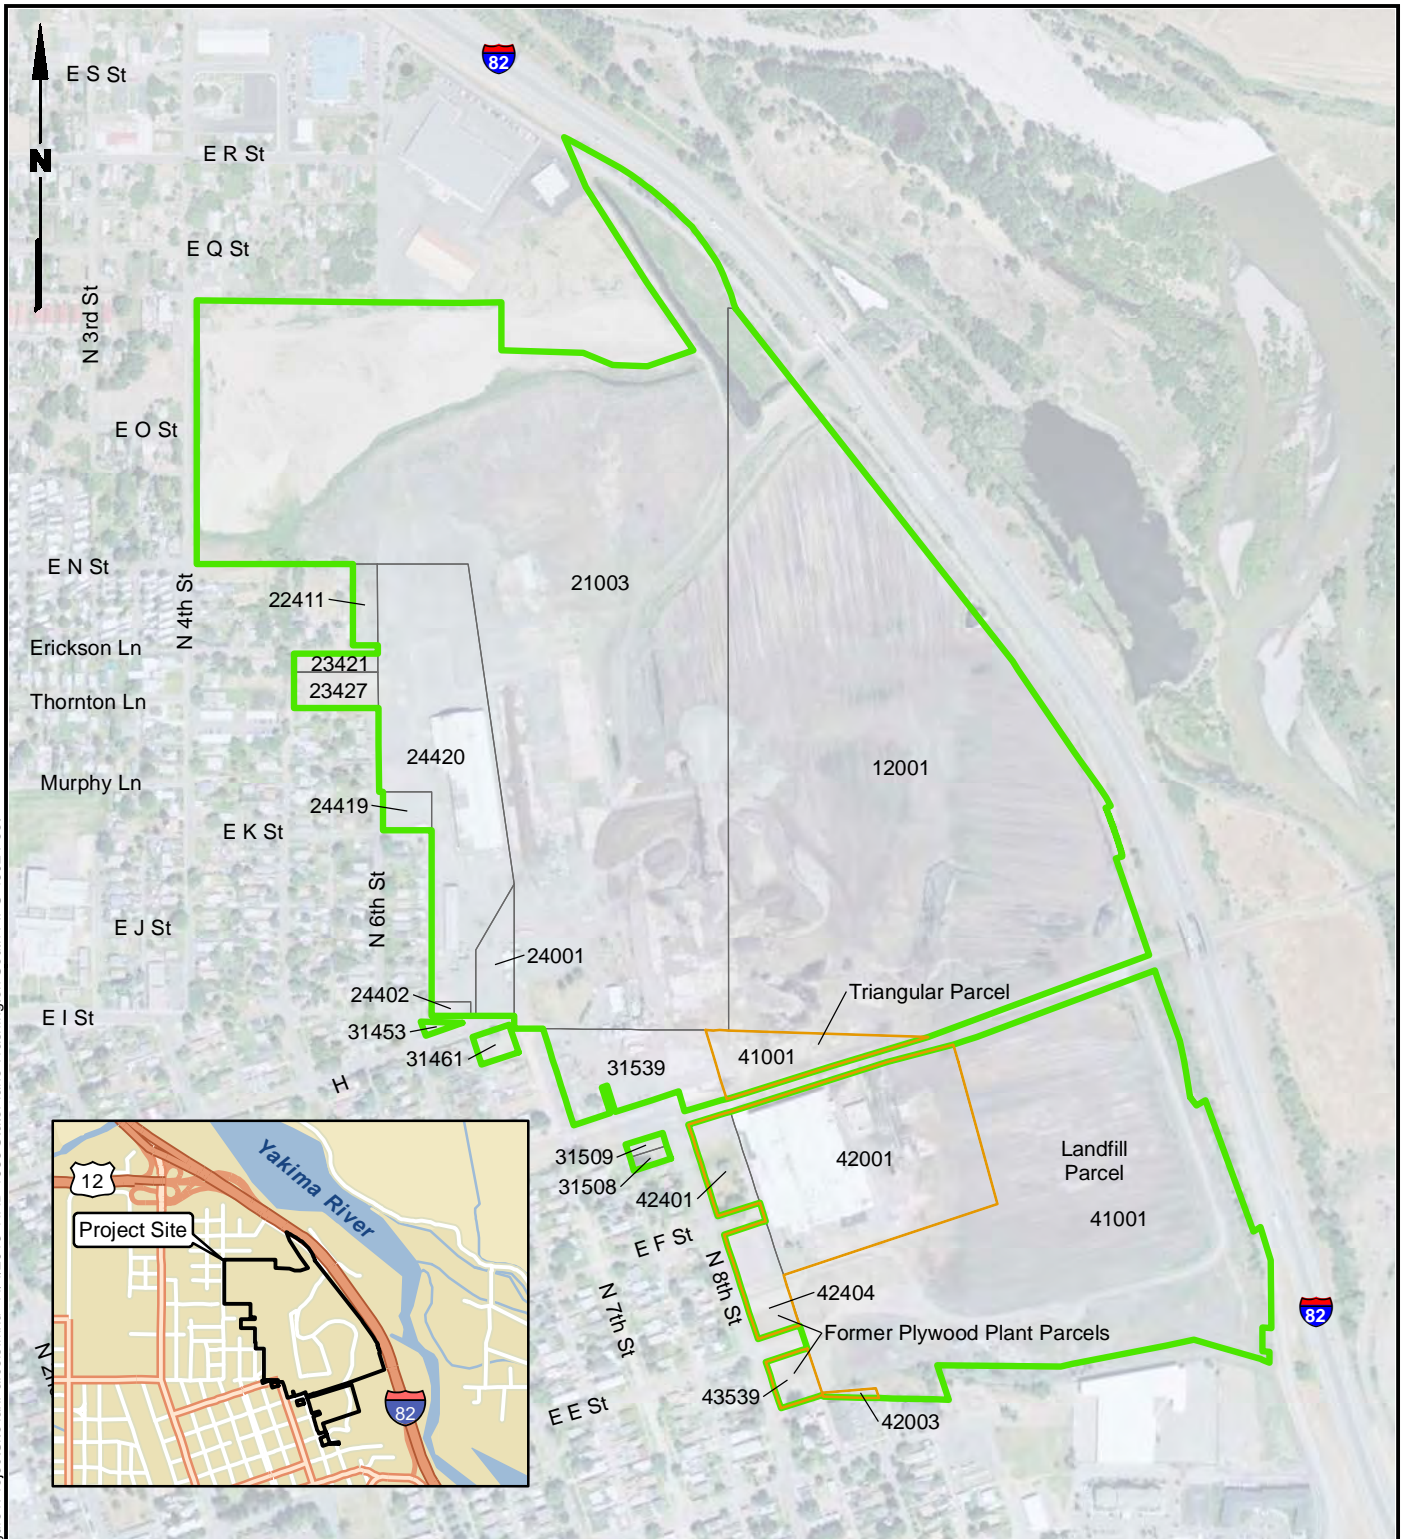 82
E S St
N
E R St
E Q St
N 3rd St
E O St
E N St
N 4th St
21003
22411
Erickson Ln
23421
23427
Thornton Ln
24420
12001
Murphy Ln
24419
E K St
N 6th St
E J St
24001
24402
Triangular Parcel
E I St
31453
31461
41001
31539
H
31509
31508
42401
42001
Landfill
Parcel
41001
E F St
N 8th St
N 7th St
42404
Former Plywood Plant Parcels
82
43539
42003
E E St
Yakima River
12
Project Site
82